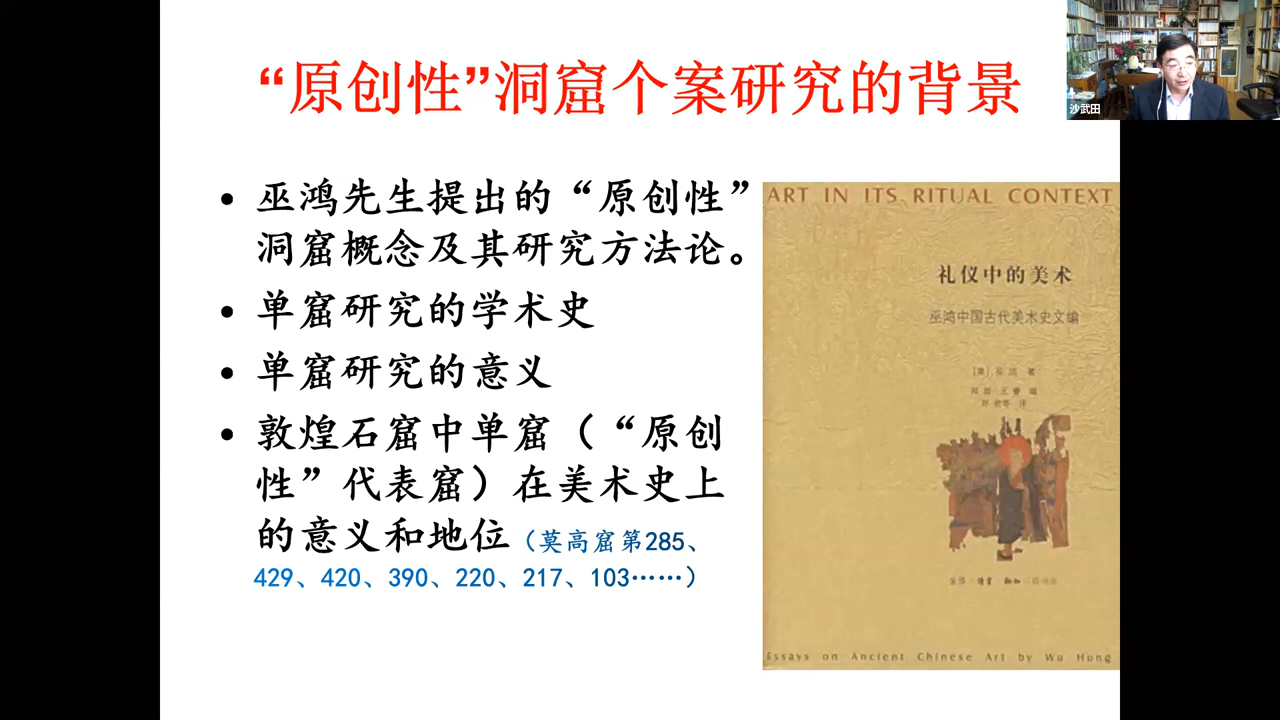 “原创性”洞窟个案研究的背景
沙武田
• 巫鸿先生提出的“原创性”
洞窟概念及其研究方法论。
• 单窟研究的学术史
• 单窟研究的意义
• 敦煌石窟中单窟（“原创
性”代表窟）在美术史上
的意义和地位（莫高窟第285、
429、420、390、220、217、103……）
ART IN ITS RITUAL CONTEXT
礼仪中的美术
巫鸿中国古代美术史文编
[美] 巫鸿 著
Essays on Ancient Chinese Art by Wu Hung